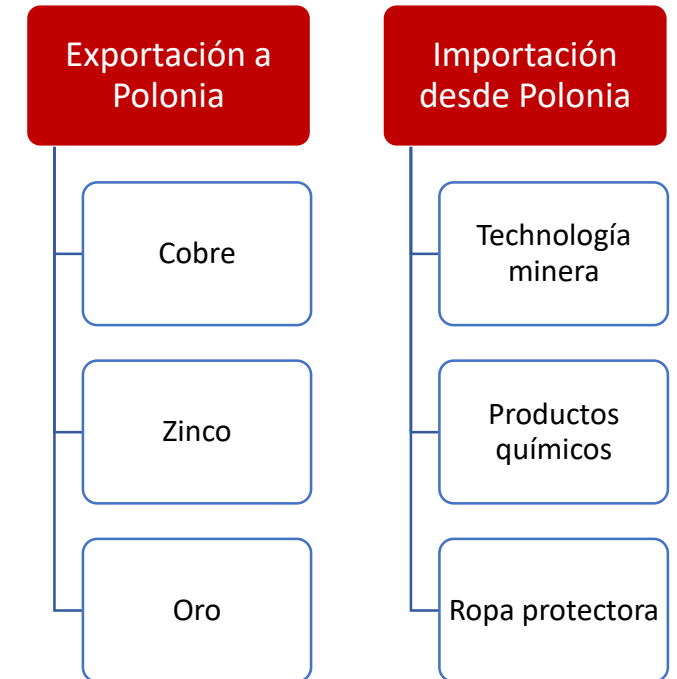 Exportación a
Polonia
Cobre
Zinco
Oro
Importación
desde Polonia
Technología
minera
Productos
químicos
Ropa protectora